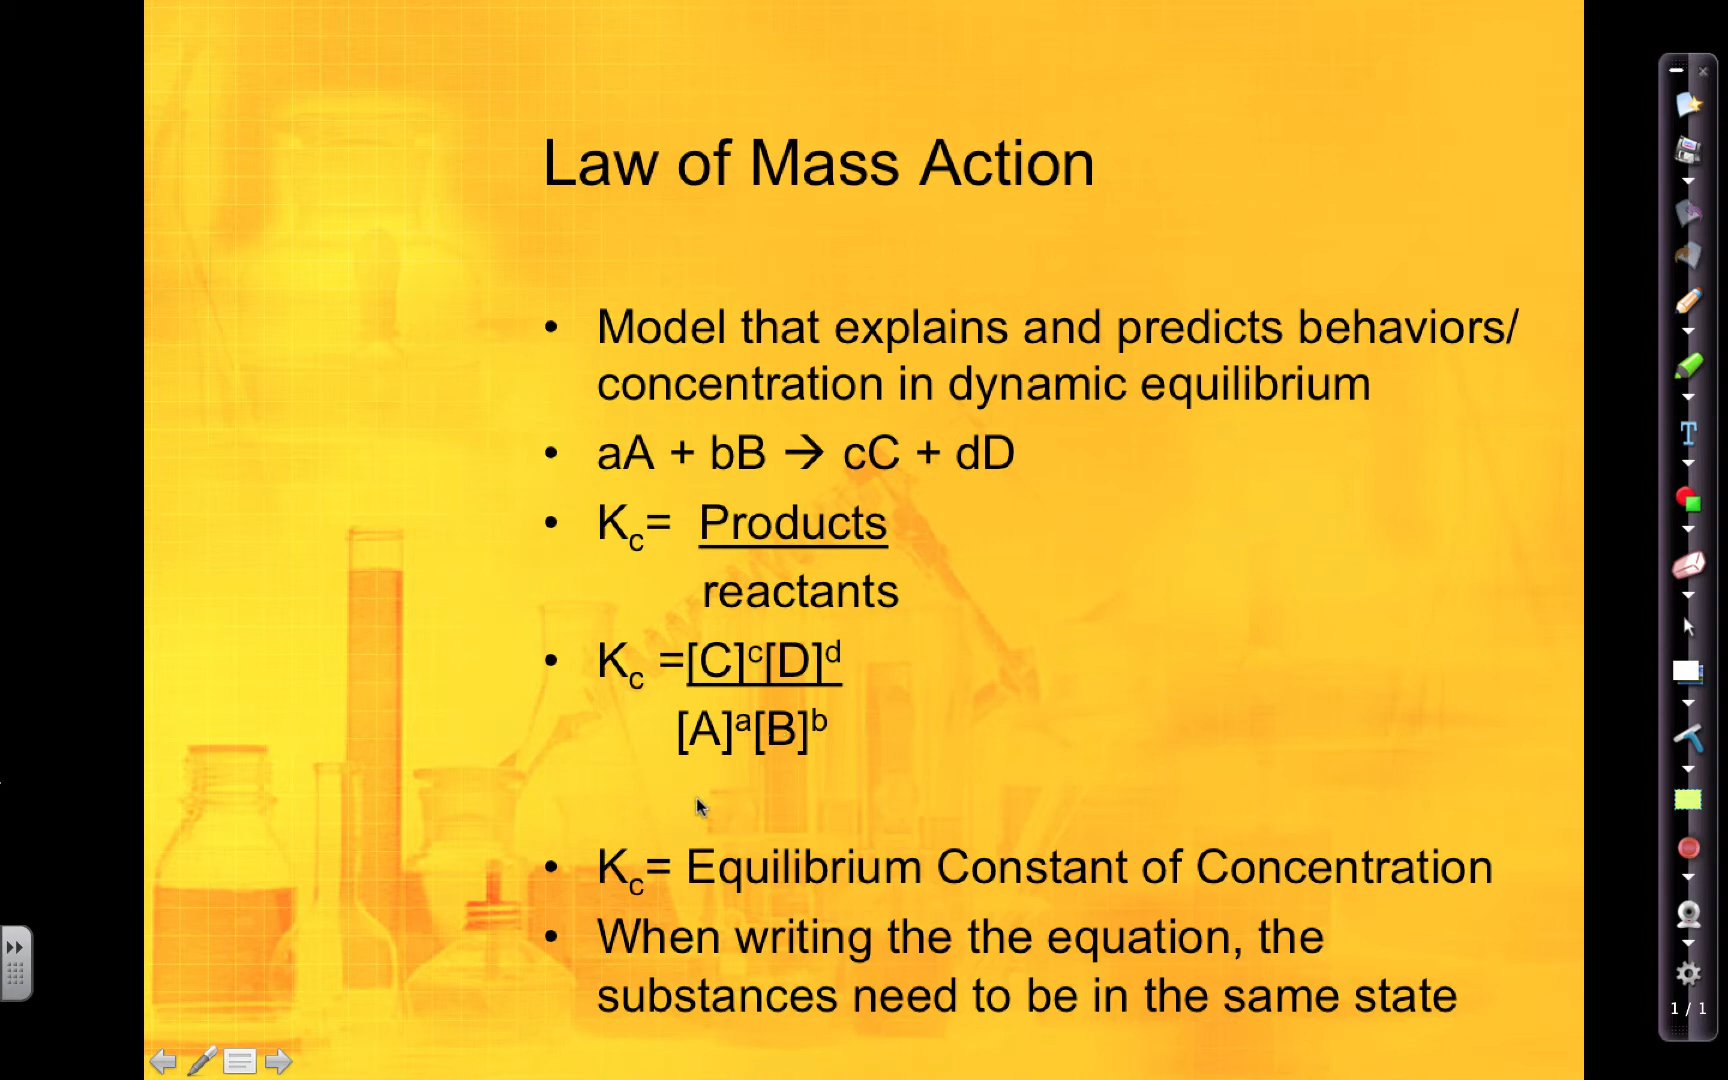 Law of Mass Action
• Model that explains and predicts behaviors/
concentration in dynamic equilibrium
• aA + bB → cC + dD
• Kc= Products
reactants
• Kc =[C]ᶜ[D]ᵈ
[A]ᵃ[B]ᵇ
• Kc= Equilibrium Constant of Concentration
• When writing the the equation, the
substances need to be in the same state
1 / 1